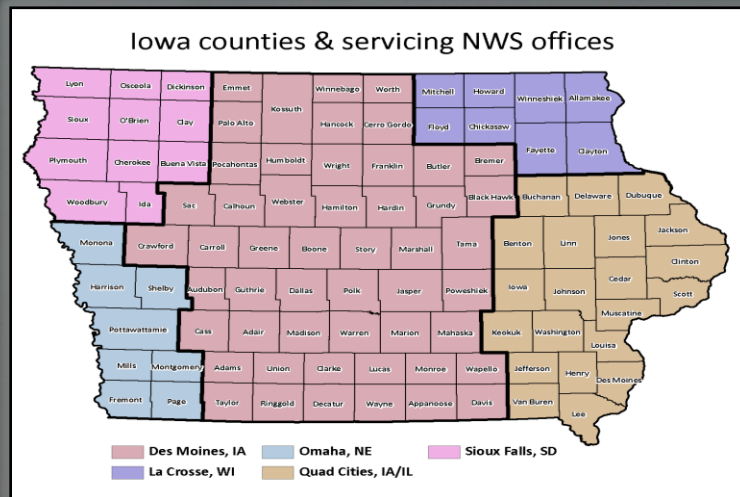 Iowa counties & servicing NWS offices
Lyon Osceola Dickinson Emmet Winnebago Worth Mitchell Howard Winneshiek Allamakee
Kossuth
Sioux O'Brien Clay Palo Alto Hancock Cerro Gordo Floyd Chickasaw
Fayette Clayton
Plymouth Cherokee Buena Vista Pocahontas Humboldt Wright Franklin Butler Bremer
Woodbury Ida Sac Calhoun Webster Hamilton Hardin Grundy Black Hawk Buchanan Delaware Dubuque
Monona Crawford Carroll Greene Boone Story Marshall Tama Benton Linn Jones Jackson
Clinton
Harrison Shelby Audubon Guthrie Dallas Polk Jasper Poweshiek Iowa Johnson Cedar Scott
Muscatine
Pottawattamie Cass Adair Madison Warren Marion Mahaska Keokuk Washington Louisa
Mills Montgomery Adams Union Clarke Lucas Monroe Wapello Jefferson Henry Des Moines
Fremont Page Taylor Ringgold Decatur Wayne Appanoose Davis Van Buren Lee
Des Moines, IA Omaha, NE Sioux Falls, SD
La Crosse, WI Quad Cities, IA/IL